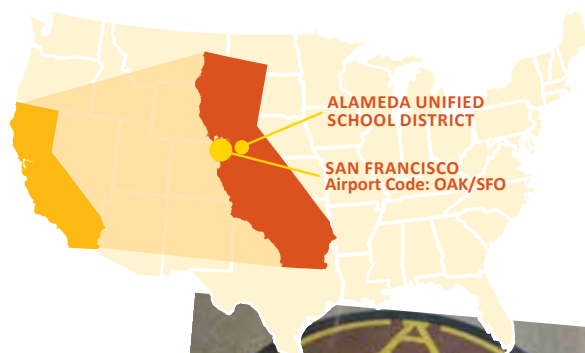 ALAMEDA UNIFIED
SCHOOL DISTRICT
SAN FRANCISCO
Airport Code: OAK/SFO
A